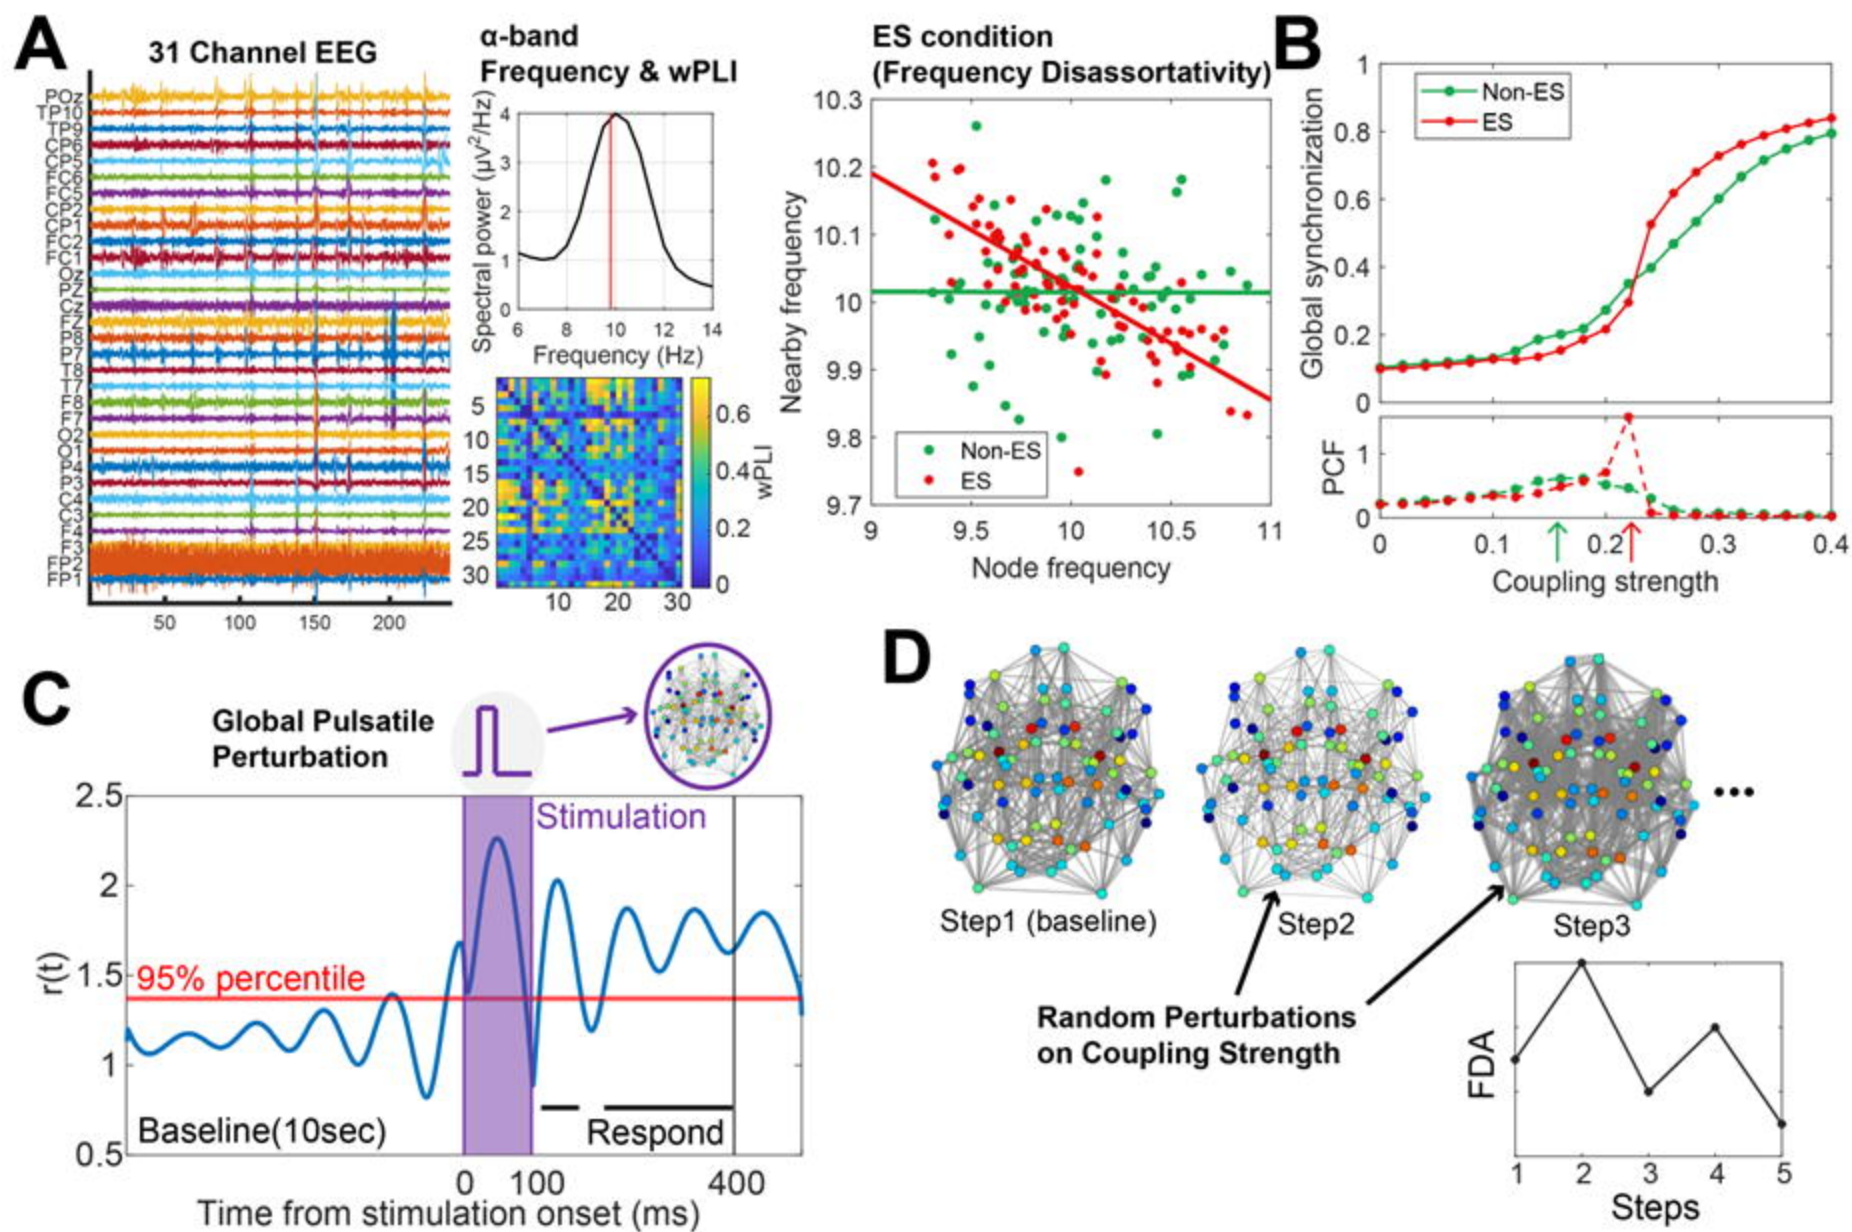 A
31 Channel EEG
POz
TP10
TP9
CP6
CP5
FC6
FC5
CP2
CP1
FC2
FC1
Oz
Pz
Cz
Fz
P8
P7
T8
T7
F8
F7
O2
O1
P4
P3
C4
C3
F4
F3
FP2
FP1
50 100 150 200
α-band
Frequency & wPLI
Spectral power (μV²/Hz)
4
3
2
1
0
6 8 10 12 14
Frequency (Hz)
5
10
15
20
25
30
10 20 30
0.6
0.4
0.2
0
wPLI
ES condition
(Frequency Disassortativity)
Nearby frequency
10.3
10.2
10.1
10
9.9
9.8
9.7
Non-ES
ES
9 9.5 10 10.5 11
Node frequency
B
Global synchronization
1
0.8
0.6
0.4
0.2
0
Non-ES
ES
PCF
1
0
0 0.1 0.2 0.3 0.4
Coupling strength
C
Global Pulsatile
Perturbation
Stimulation
r(t)
2.5
2
1.5
1
0.5
95% percentile
Baseline(10sec)
Respond
0 100 400
Time from stimulation onset (ms)
D
Step1 (baseline)
Step2
Step3
Random Perturbations
on Coupling Strength
FDA
1 2 3 4 5
Steps